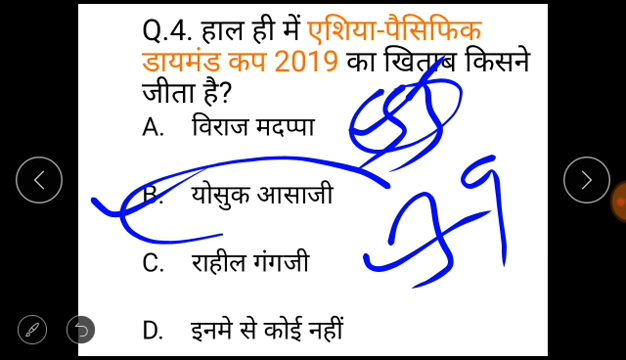 Q.4. हाल ही में एशिया-पैसिफिक
डायमंड कप 2019 का खिताब किसने
जीता है?
A. विराज मदप्पा
B. योसुक आसाजी
C. राहील गंगजी
D. इनमे से कोई नहीं